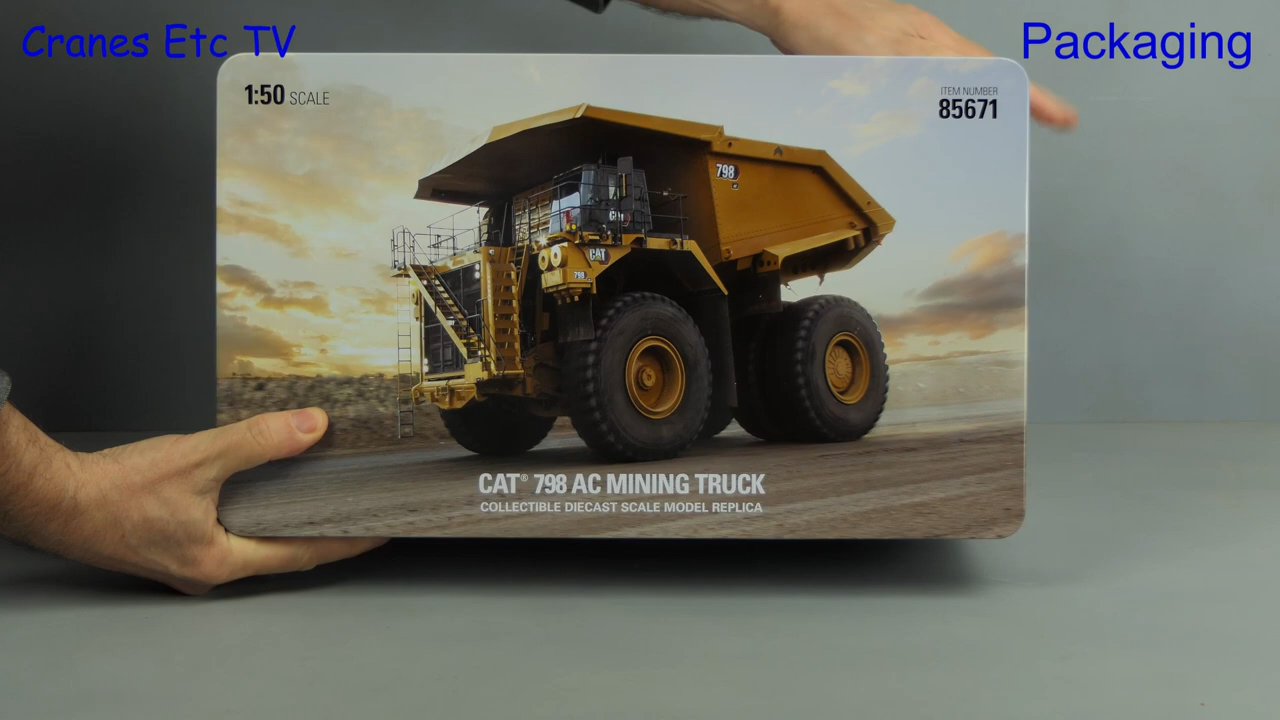 Cranes Etc TV
Packaging
1:50 SCALE
ITEM NUMBER
85671
798
CAT
CAT
798
CAT® 798 AC MINING TRUCK
COLLECTIBLE DIECAST SCALE MODEL REPLICA